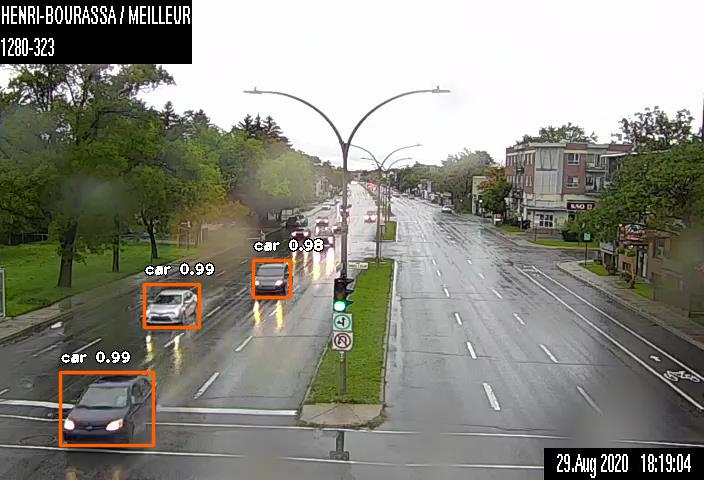 HENRI-BOURASSA / MEILLEUR
1280-323
car 0.98
car 0.99
car 0.99
29.Aug 2020 18:19:04